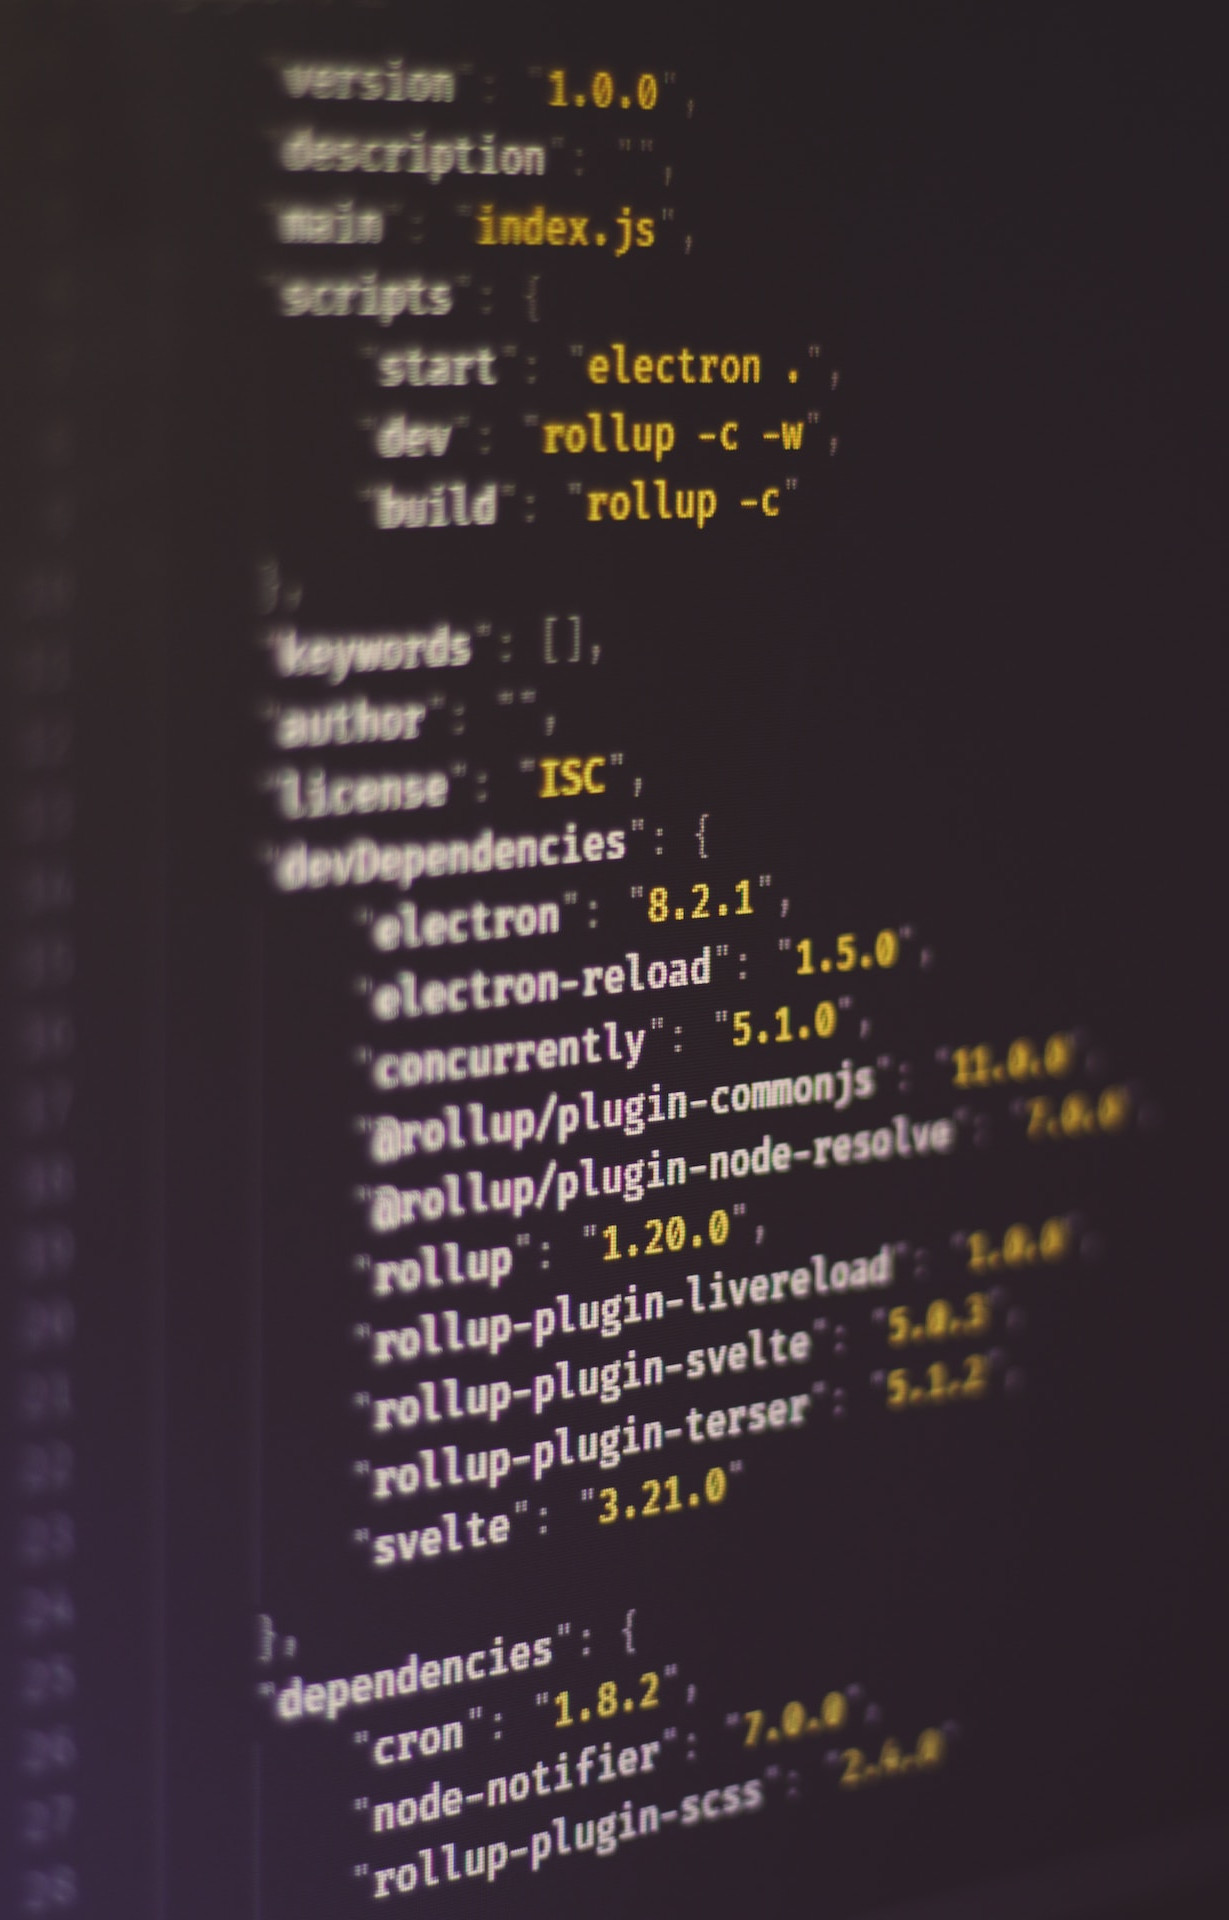 "version": "1.0.0",
"description": "",
"main": "index.js",
"scripts": {
"start": "electron .",
"dev": "rollup -c -w",
"build": "rollup -c"
},
"keywords": [],
"author": "",
"license": "ISC",
"devDependencies": {
"electron": "8.2.1",
"electron-reload": "1.5.0",
"concurrently": "5.1.0",
"@rollup/plugin-commonjs": "11.0.0",
"@rollup/plugin-node-resolve": "7.0.0",
"rollup": "1.20.0",
"rollup-plugin-livereload": "1.0.0",
"rollup-plugin-svelte": "5.0.3",
"rollup-plugin-terser": "5.1.2",
"svelte": "3.21.0"
},
"dependencies": {
"cron": "1.8.2",
"node-notifier": "7.0.0",
"rollup-plugin-scss":